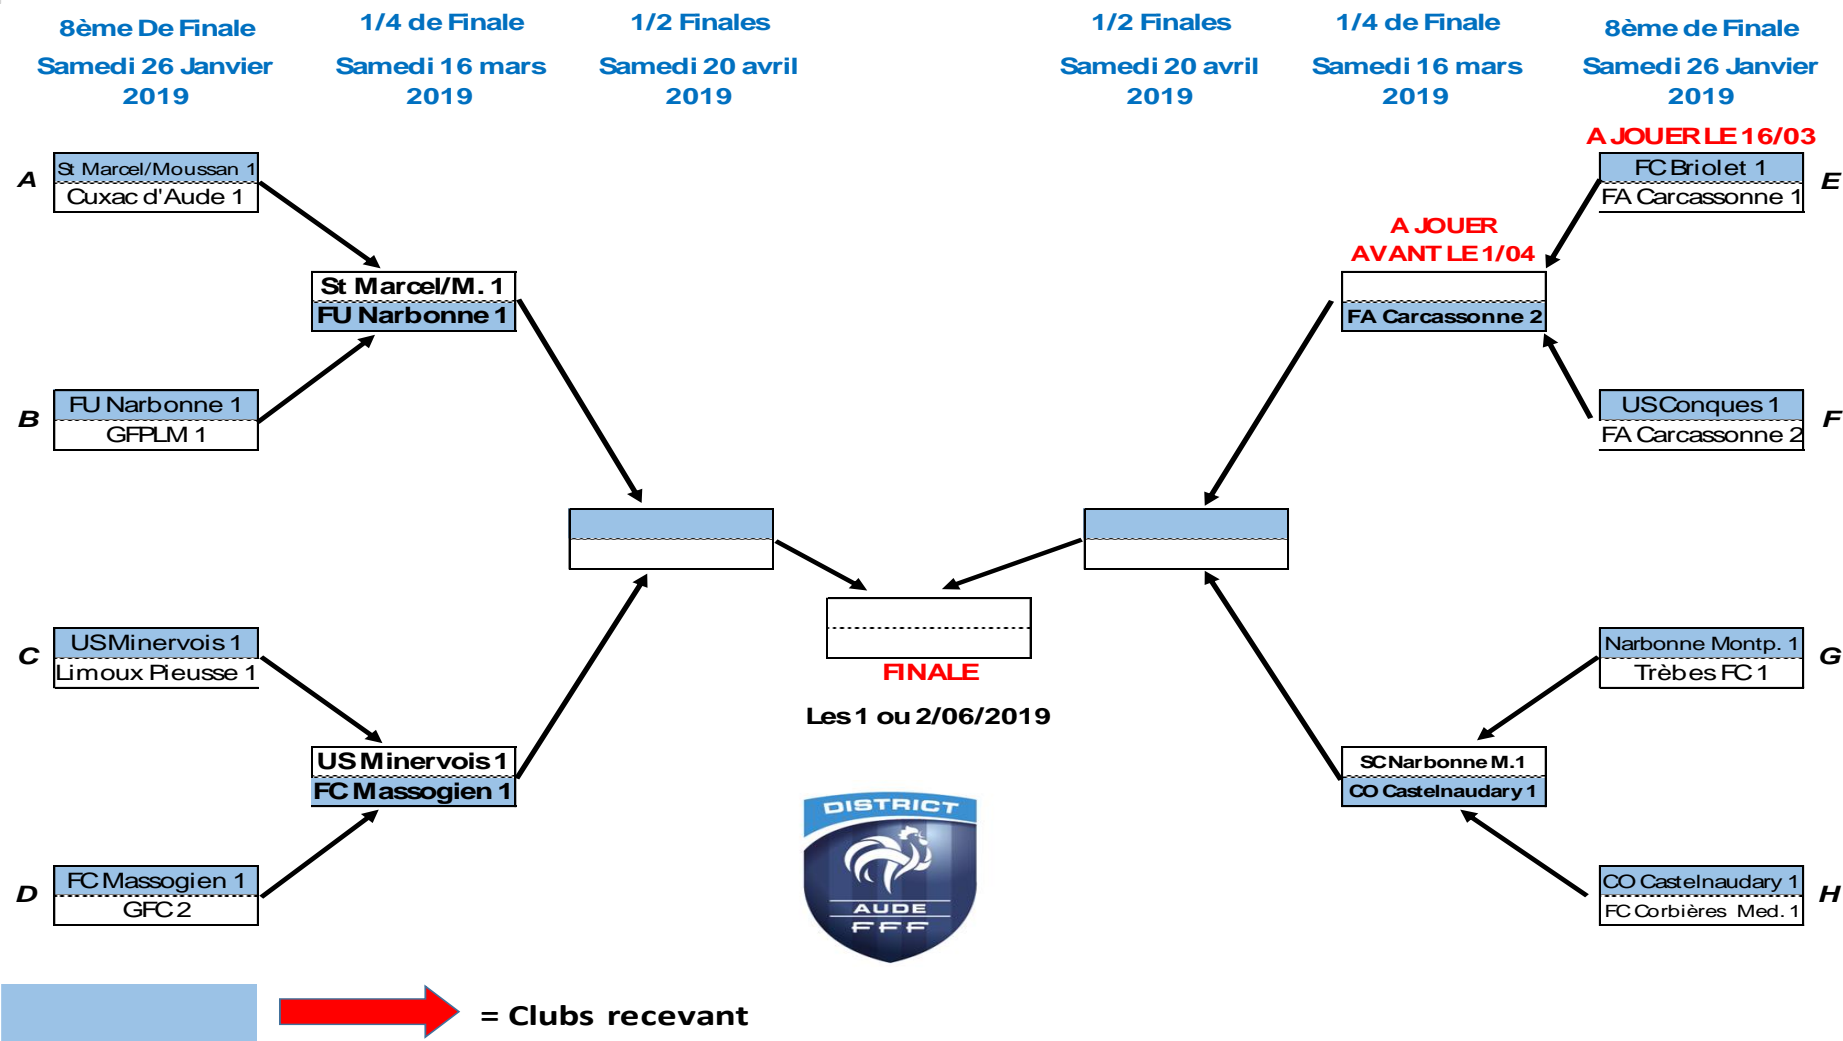 8ème De Finale
Samedi 26 Janvier
2019
1/4 de Finale
Samedi 16 mars
2019
1/2 Finales
Samedi 20 avril
2019
1/2 Finales
Samedi 20 avril
2019
1/4 de Finale
Samedi 16 mars
2019
8ème de Finale
Samedi 26 Janvier
2019
A JOUER LE 16/03
A
St Marcel/Moussan 1
Cuxac d'Aude 1
FC Briolet 1
FA Carcassonne 1
E
A JOUER
AVANT LE 1/04
St Marcel/M. 1
FU Narbonne 1
FA Carcassonne 2
B
FU Narbonne 1
GFPLM 1
US Conques 1
FA Carcassonne 2
F
C
US Minervois 1
Limoux Pieusse 1
FINALE
Les 1 ou 2/06/2019
Narbonne Montp. 1
Trèbes FC 1
G
US Minervois 1
FC Massogien 1
SC Narbonne M.1
CO Castelnaudary 1
D
FC Massogien 1
GFC 2
DISTRICT
AUDE
FFF
CO Castelnaudary 1
FC Corbières Med. 1
H
= Clubs recevant